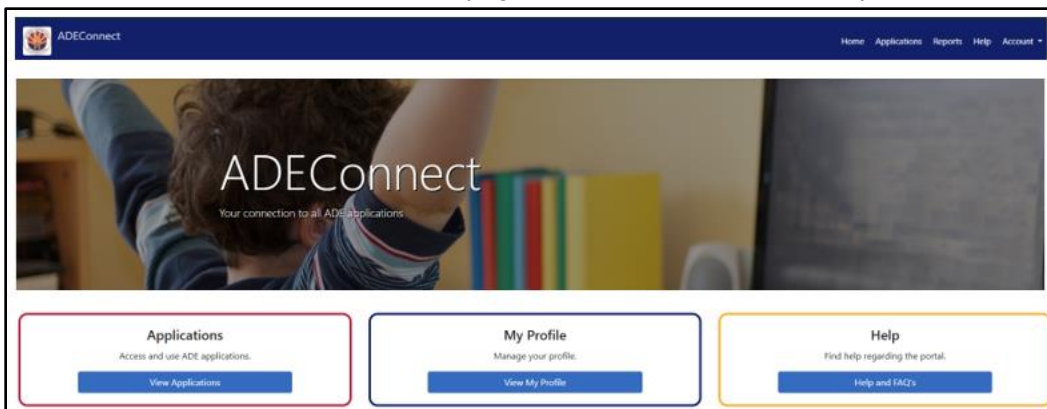 ADEConnect
Home Applications Reports Help Account
ADEConnect
Your connection to all ADE applications
Applications
Access and use ADE applications.
View Applications
My Profile
Manage your profile.
View My Profile
Help
Find help regarding the portal.
Help and FAQ's